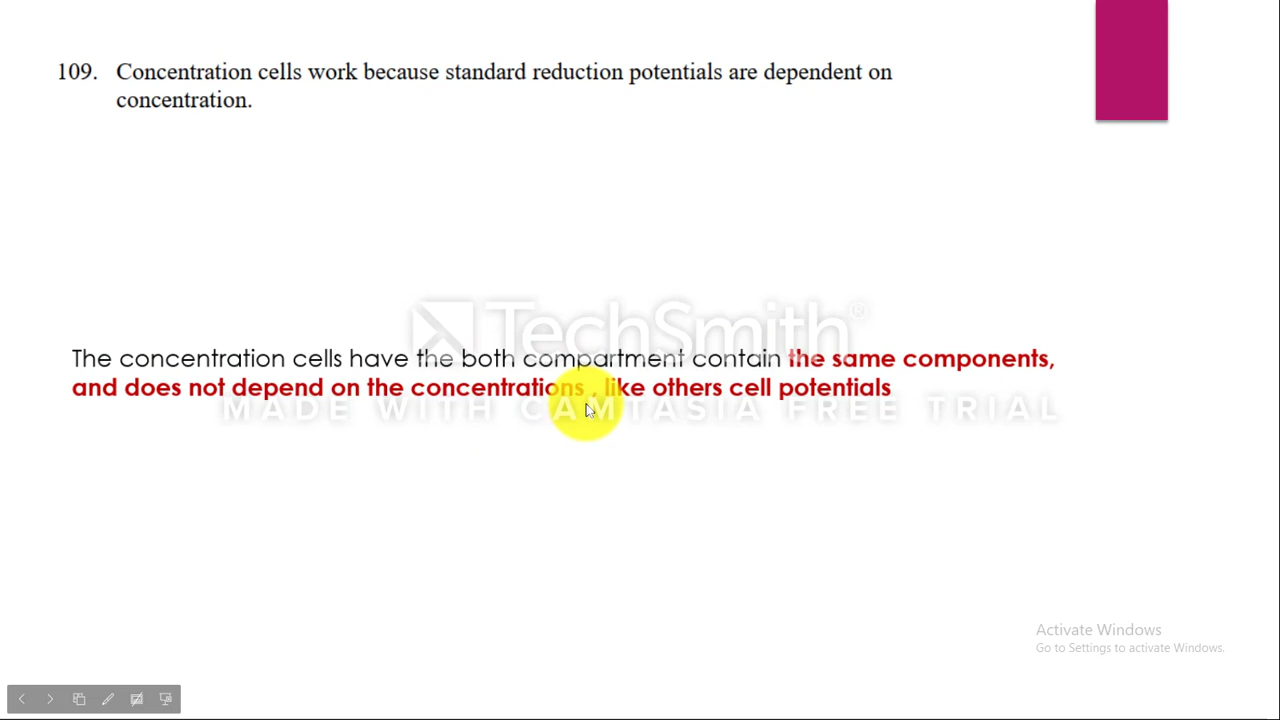 109. Concentration cells work because standard reduction potentials are dependent on
concentration.
TechSmith®
The concentration cells have the both compartment contain the same components,
and does not depend on the concentrations , like others cell potentials
MADE WITH CAMTASIA FREE TRIAL
Activate Windows
Go to Settings to activate Windows.